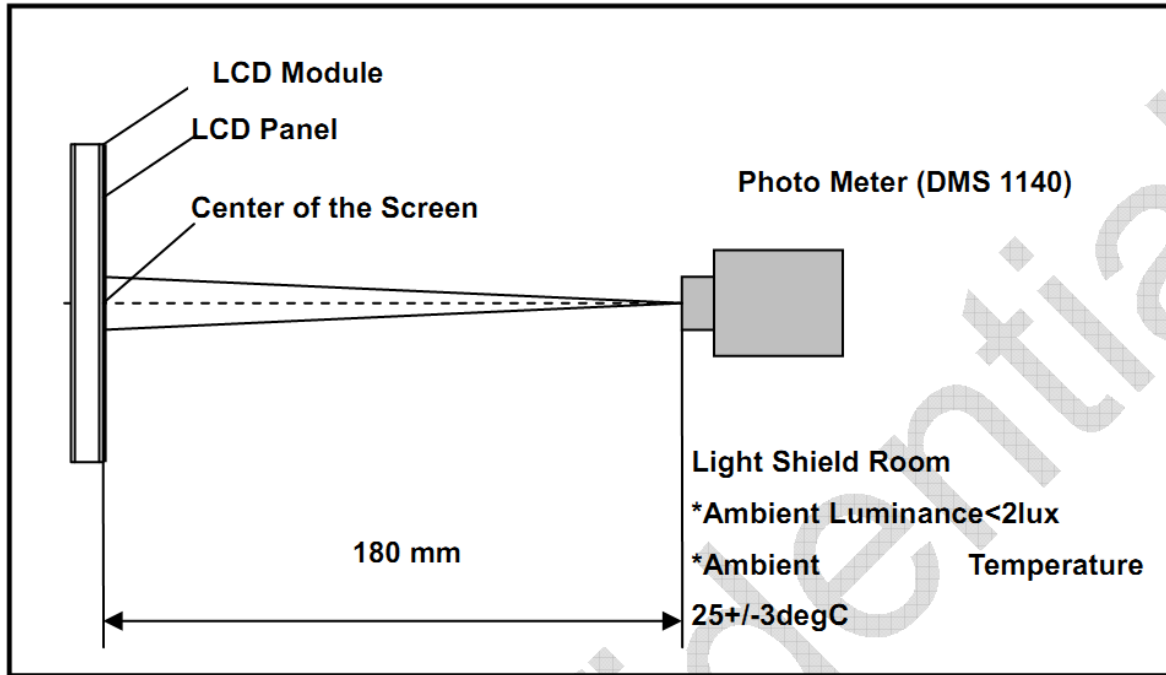 LCD Module
LCD Panel
Center of the Screen
Photo Meter (DMS 1140)
Light Shield Room
*Ambient Luminance<2lux
*Ambient Temperature
25+/-3degC
180 mm
idential